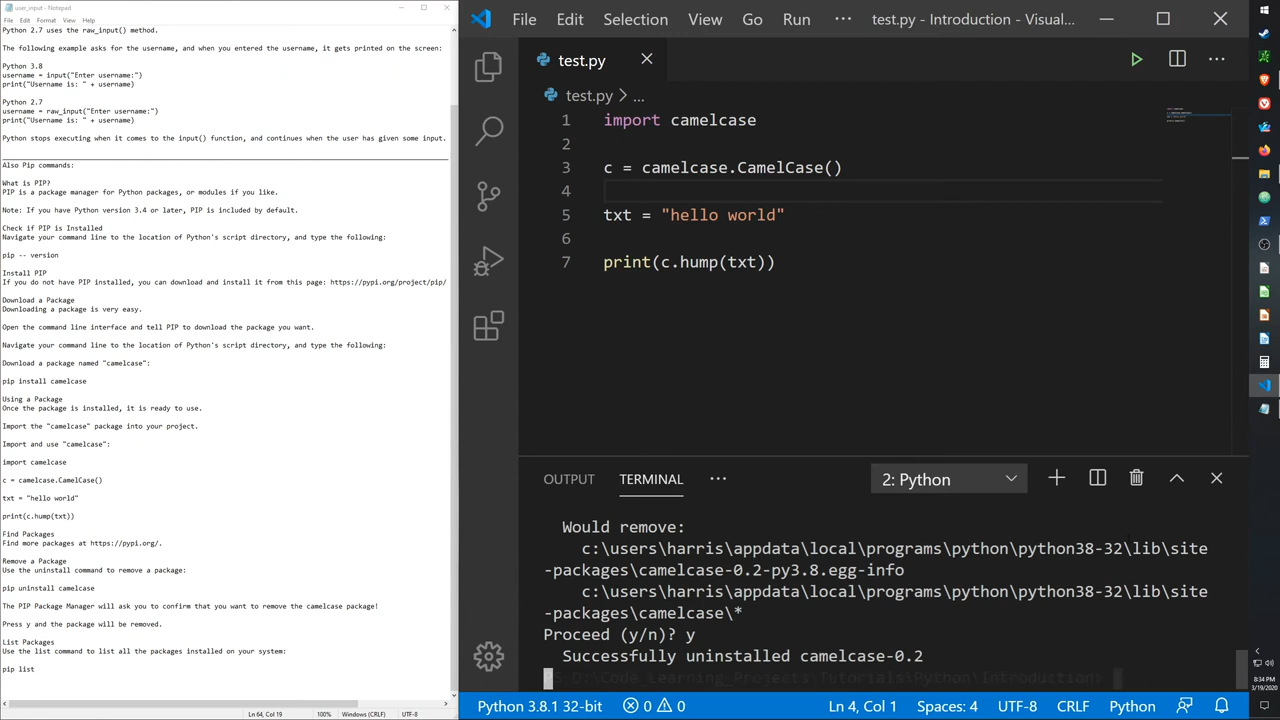 user_input - Notepad
File Edit Format View Help
Python 2.7 uses the raw_input() method.
The following example asks for the username, and when you entered the username, it gets printed on the screen:
Python 3.8
username = input("Enter username:")
print("Username is: " + username)
Python 2.7
username = raw_input("Enter username:")
print("Username is: " + username)
Python stops executing when it comes to the input() function, and continues when the user has given some input.
Also Pip commands:
What is PIP?
PIP is a package manager for Python packages, or modules if you like.
Note: If you have Python version 3.4 or later, PIP is included by default.
Check if PIP is Installed
Navigate your command line to the location of Python's script directory, and type the following:
pip -- version
Install PIP
If you do not have PIP installed, you can download and install it from this page: https://pypi.org/project/pip/
Download a Package
Downloading a package is very easy.
Open the command line interface and tell PIP to download the package you want.
Navigate your command line to the location of Python's script directory, and type the following:
Download a package named "camelcase":
pip install camelcase
Using a Package
Once the package is installed, it is ready to use.
Import the "camelcase" package into your project.
Import and use "camelcase":
import camelcase
c = camelcase.CamelCase()
txt = "hello world"
print(c.hump(txt))
Find Packages
Find more packages at https://pypi.org/.
Remove a Package
Use the uninstall command to remove a package:
pip uninstall camelcase
The PIP Package Manager will ask you to confirm that you want to remove the camelcase package!
Press y and the package will be removed.
List Packages
Use the list command to list all the packages installed on your system:
pip list
Ln 64, Col 19 100% Windows (CRLF) UTF-8
File Edit Selection View Go Run ··· test.py - Introduction - Visual...
test.py
test.py > ...
1 import camelcase
2
3 c = camelcase.CamelCase()
4
5 txt = "hello world"
6
7 print(c.hump(txt))
OUTPUT TERMINAL ··· 2: Python
Would remove:
c:\users\harris\appdata\local\programs\python\python38-32\lib\site
-packages\camelcase-0.2-py3.8.egg-info
c:\users\harris\appdata\local\programs\python\python38-32\lib\site
-packages\camelcase\*
Proceed (y/n)? y
Successfully uninstalled camelcase-0.2
PS D:\Code Learning_Projects\Tutorials\Python\Introduction>
Python 3.8.1 32-bit 0 0 Ln 4, Col 1 Spaces: 4 UTF-8 CRLF Python
8:34 PM
3/19/2020